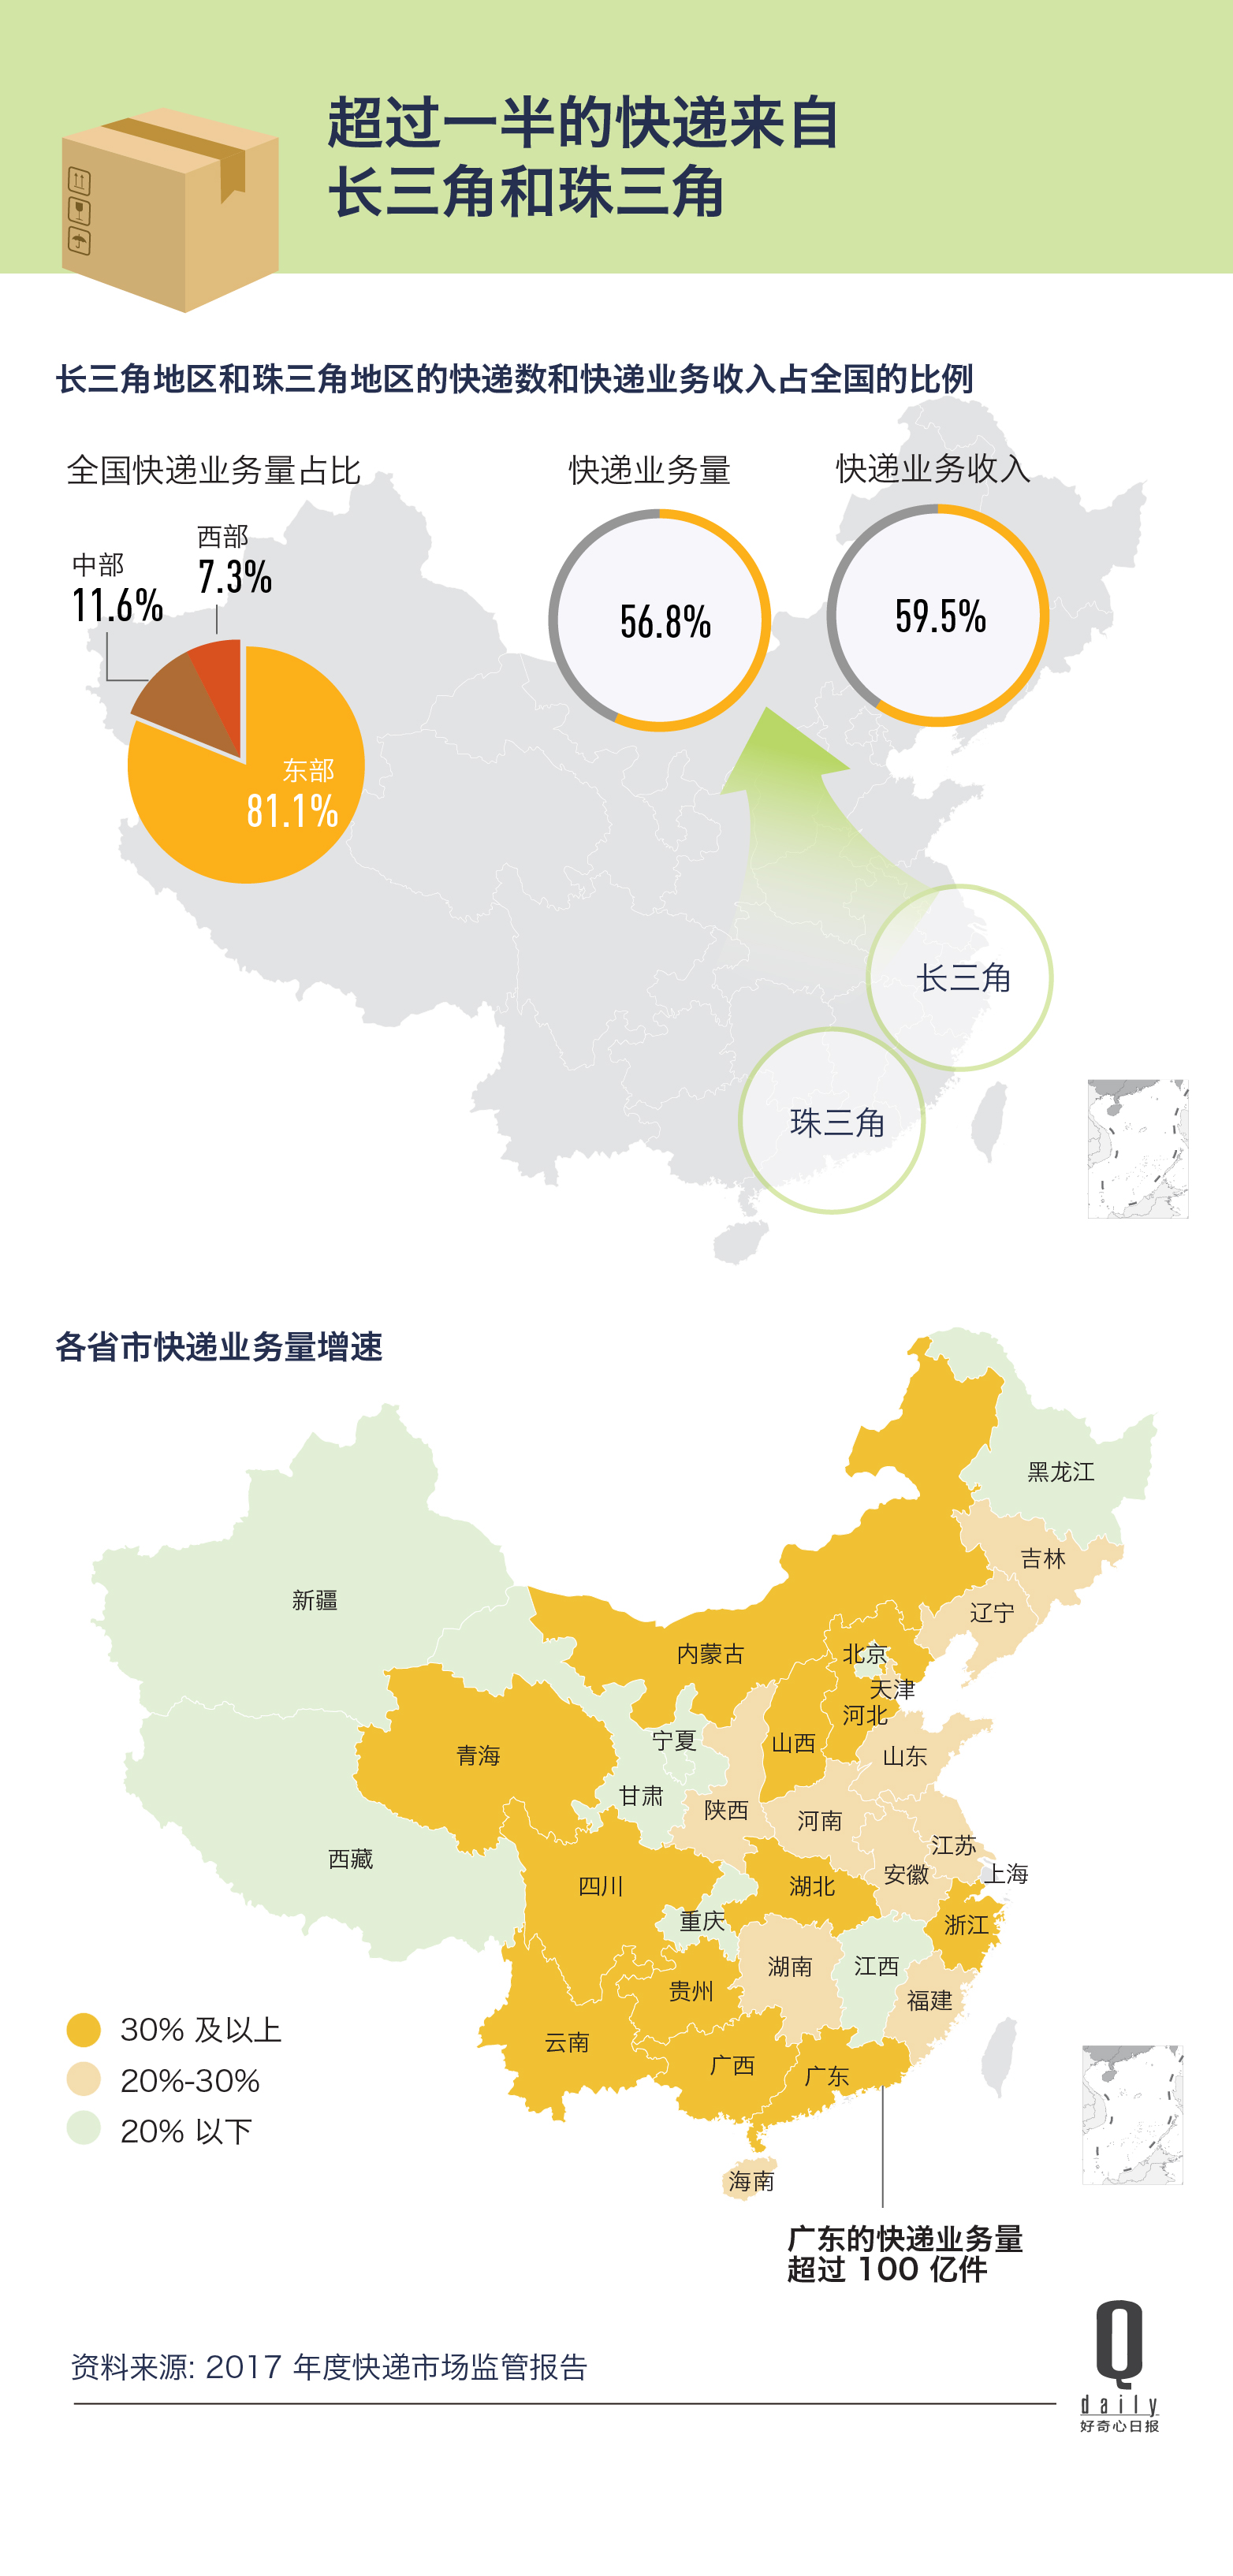 超过一半的快递来自
长三角和珠三角
长三角地区和珠三角地区的快递数和快递业务收入占全国的比例
全国快递业务量占比
快递业务量
快递业务收入
西部
7.3%
中部
11.6%
56.8%
59.5%
东部
81.1%
长三角
珠三角
各省市快递业务量增速
黑龙江
吉林
新疆
辽宁
内蒙古
北京
天津
河北
宁夏
山西
青海
山东
甘肃
陕西
河南
江苏
西藏
上海
安徽
四川
湖北
重庆
浙江
湖南
江西
贵州
福建
30% 及以上
云南
广西
广东
20%-30%
20% 以下
海南
广东的快递业务量
超过 100 亿件
资料来源: 2017 年度快递市场监管报告
Q
daily
好奇心日报